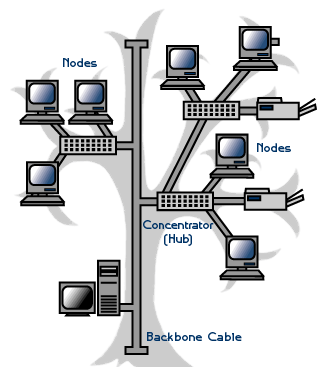 Nodes
Nodes
Concentrator
(Hub)
Backbone Cable